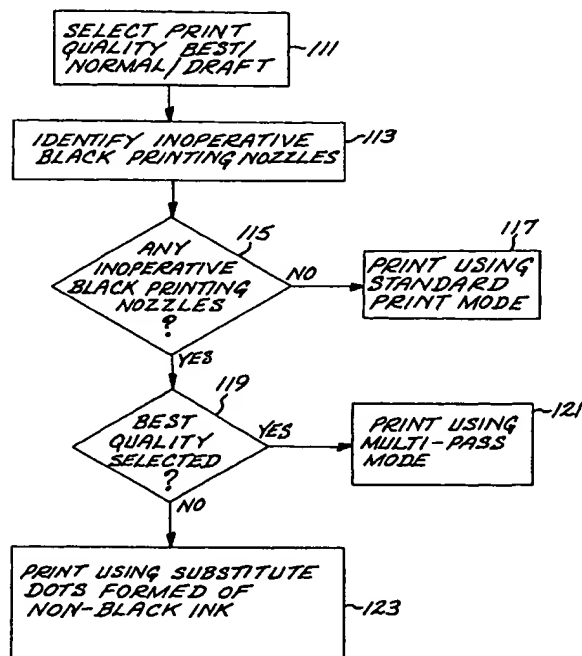 SELECT PRINT
QUALITY BEST/
NORMAL/DRAFT
111
IDENTIFY INOPERATIVE
BLACK PRINTING NOZZLES
113
115
ANY
INOPERATIVE
BLACK PRINTING
NOZZLES
?
NO
117
PRINT USING
STANDARD
PRINT MODE
YES
119
BEST
QUALITY
SELECTED
?
YES
121
PRINT USING
MULTI-PASS
MODE
NO
PRINT USING SUBSTITUTE
DOTS FORMED OF
NON-BLACK INK
123